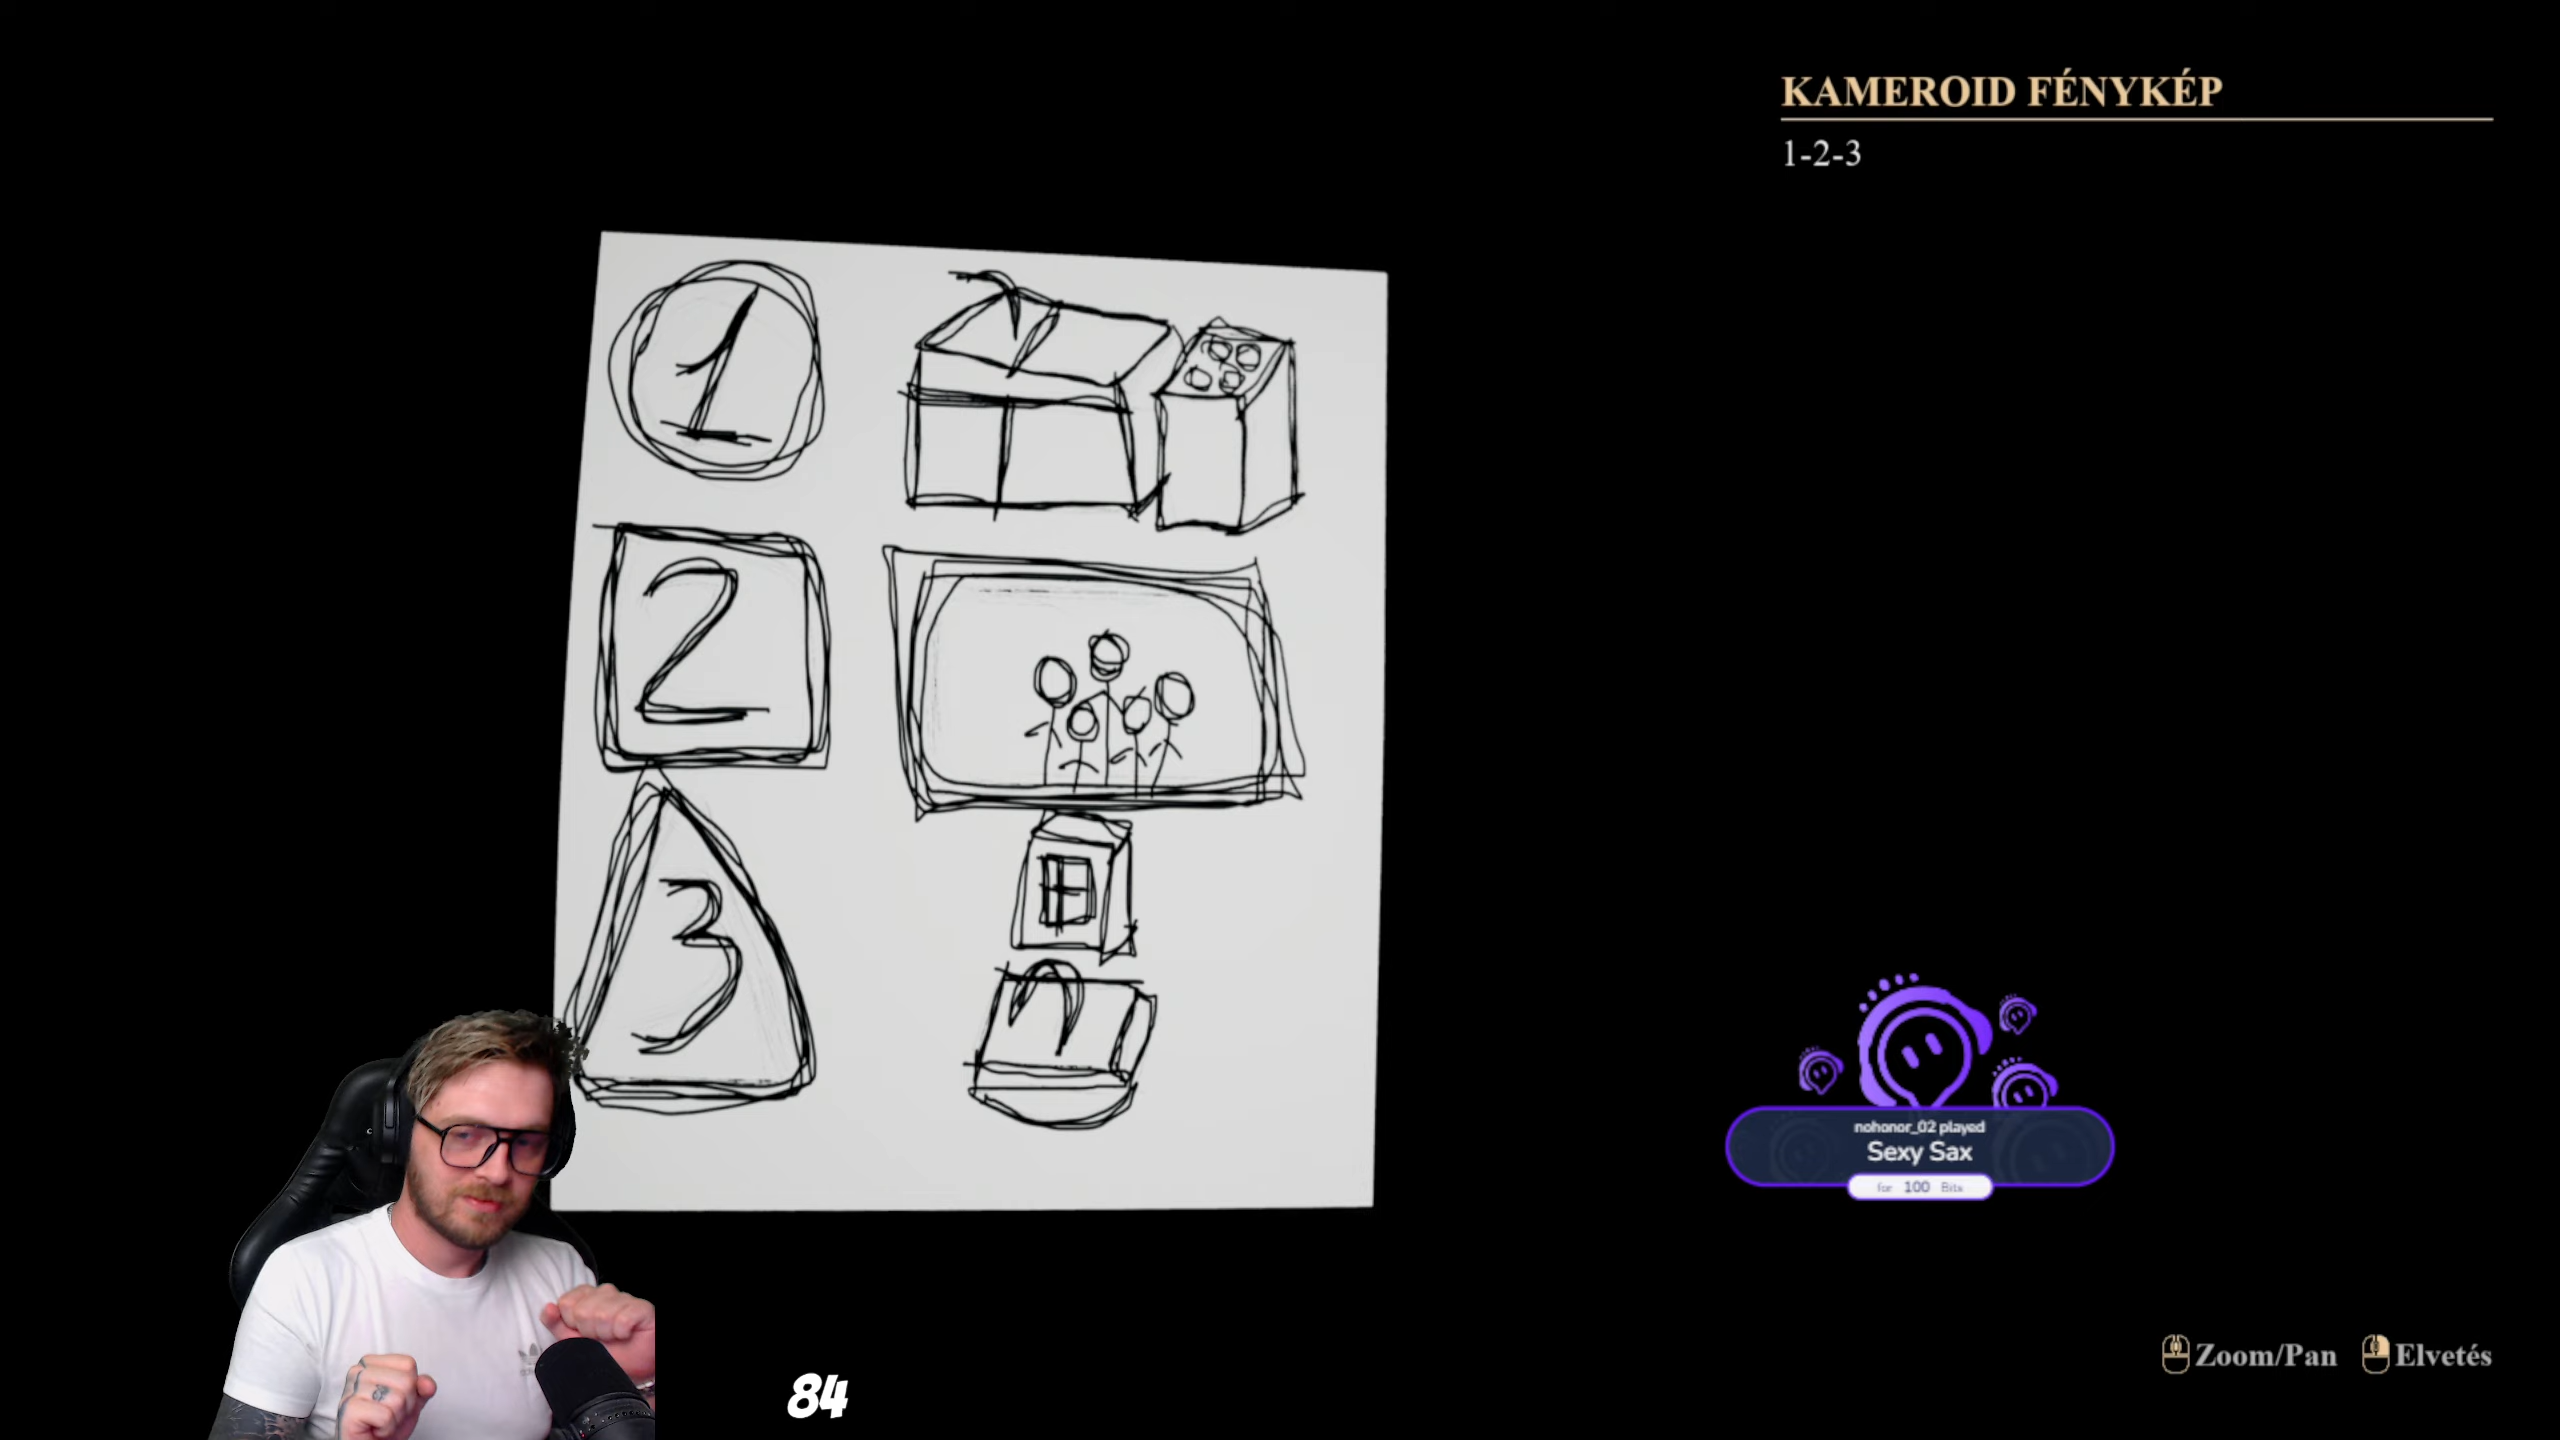 KAMEROID FÉNYKÉP
1-2-3
1
2
3
nohonor_02 played
Sexy Sax
for 100 Bits
84
Zoom/Pan Elvetés